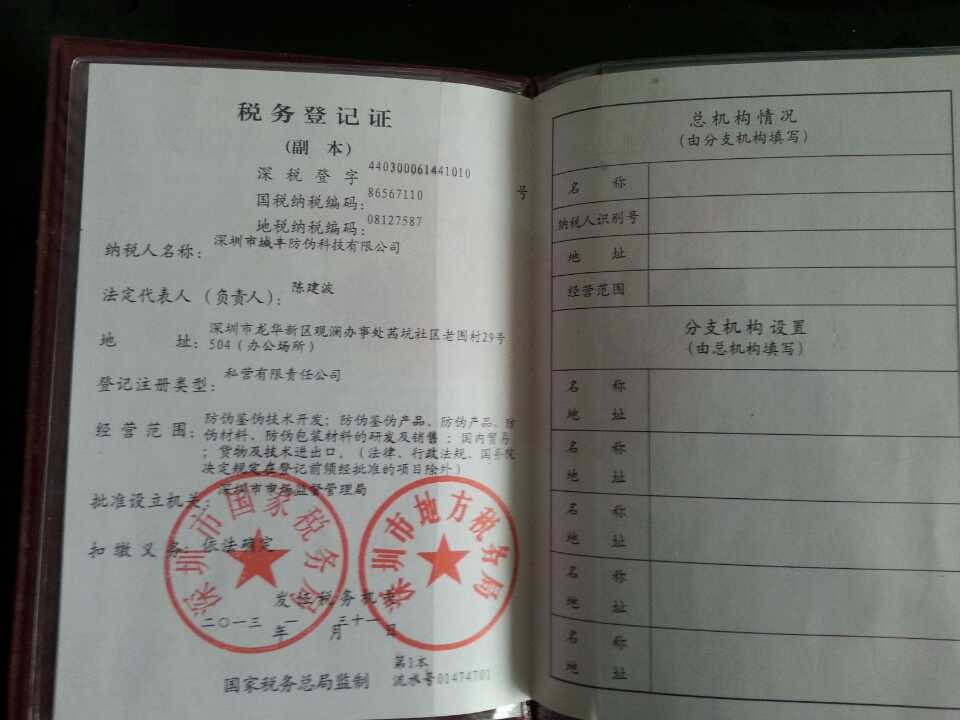 税务登记证
(副 本)
深 税 登 字 440300061441010 号
国税纳税编码: 86567110
地税纳税编码: 08127587
纳税人名称: 深圳市城丰防伪科技有限公司
法定代表人 (负责人): 陈建波
地 址: 深圳市龙华新区观澜办事处茜坑社区老围村29号
504 (办公场所)
登记注册类型: 私营有限责任公司
经 营 范 围: 防伪鉴伪技术开发; 防伪鉴伪产品、防伪产品、防
伪材料、防伪包装材料的研发及销售 ; 国内贸易
; 货物及技术进出口。(法律、行政法规、国务院
决定规定在登记前须经批准的项目除外)
批准设立机关: 深圳市市场监督管理局
扣 缴 义 务: 依法确定
深圳市国家税务局
深圳市地方税务局
发证税务机关
二〇一三 年 一 月 三十一 日
第1本
国家税务总局监制 流水号01474701
总机构情况
(由分支机构填写)
名 称
纳税人识别号
地 址
经营范围
分支机构设置
(由总机构填写)
名 称
地 址
名 称
地 址
名 称
地 址
名 称
地 址
名 称
地 址